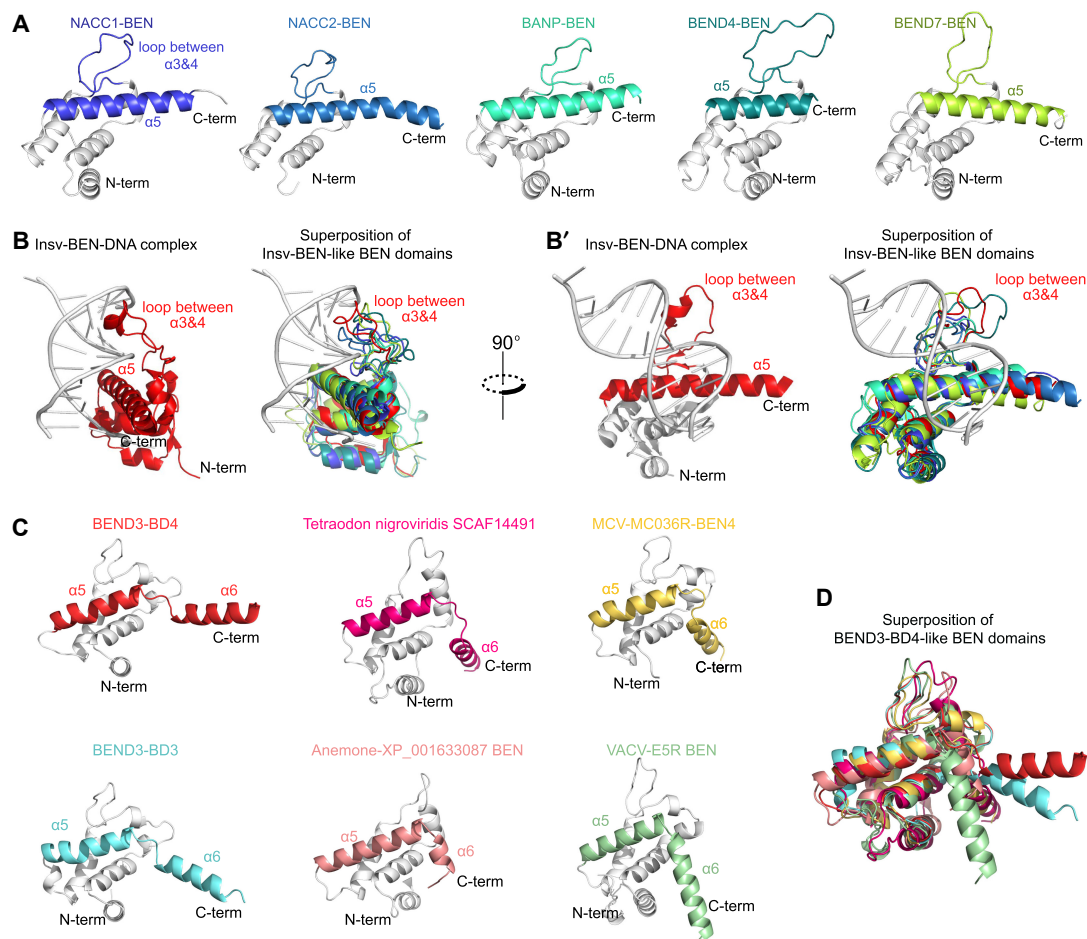 A
NACC1-BEN
loop between
α3&4
α5
C-term
N-term
NACC2-BEN
α5
C-term
N-term
BANP-BEN
α5
C-term
N-term
BEND4-BEN
α5
C-term
N-term
BEND7-BEN
α5
C-term
N-term
B
Insv-BEN-DNA complex
loop between
α3&4
α5
C-term
N-term
Superposition of
Insv-BEN-like BEN domains
loop between
α3&4
90°
B′
Insv-BEN-DNA complex
loop between
α3&4
α5
C-term
N-term
Superposition of
Insv-BEN-like BEN domains
loop between
α3&4
C
BEND3-BD4
α5
α6
C-term
N-term
Tetraodon nigroviridis SCAF14491
α5
α6
C-term
N-term
MCV-MC036R-BEN4
α5
α6
C-term
N-term
BEND3-BD3
α5
α6
C-term
N-term
Anemone-XP_001633087 BEN
α5
α6
C-term
N-term
VACV-E5R BEN
α5
α6
C-term
N-term
D
Superposition of
BEND3-BD4-like BEN domains